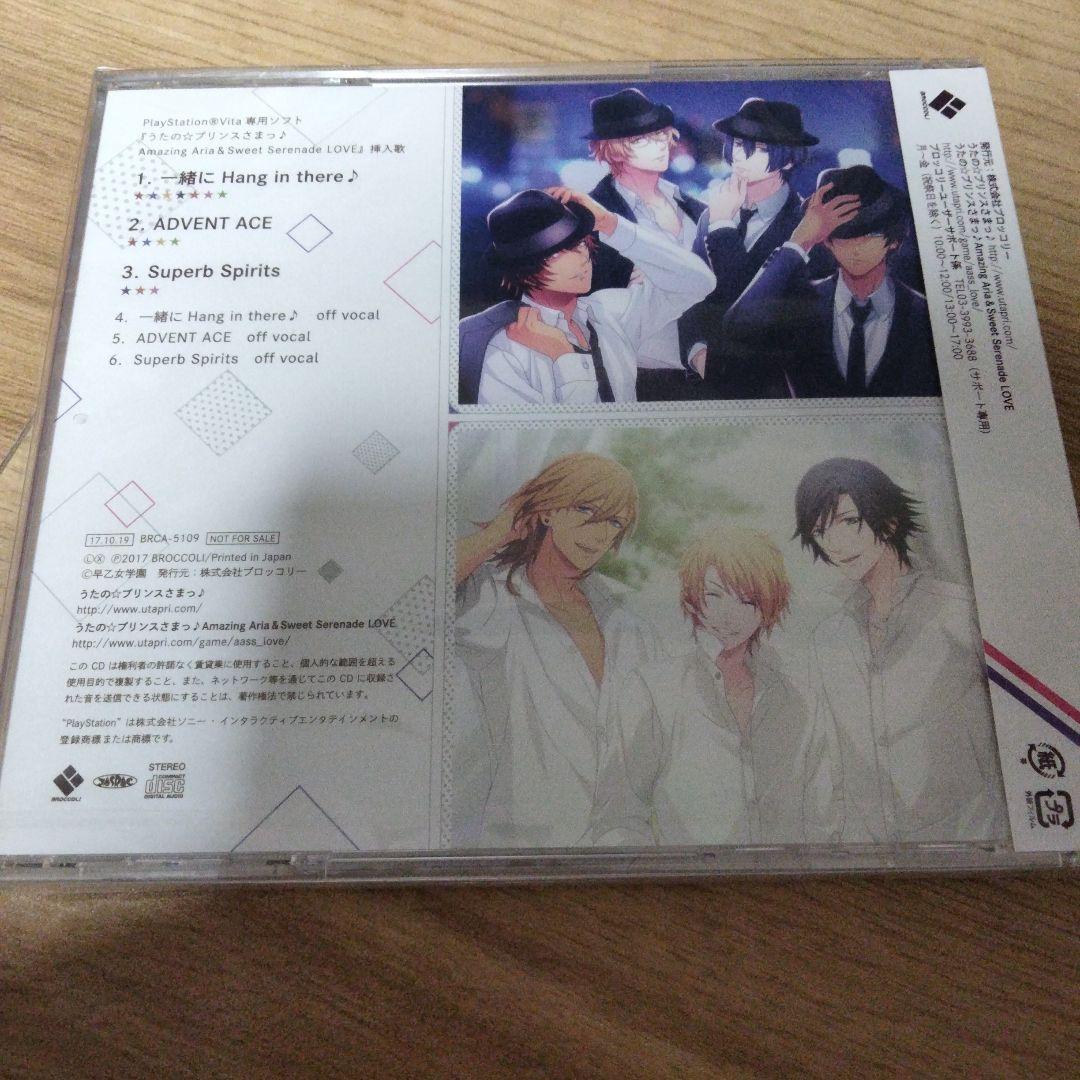 PlayStation®Vita 専用ソフト
『うたの☆プリンスさまっ♪
Amazing Aria & Sweet Serenade LOVE』挿入歌
1. 一緒に Hang in there♪
★★★★★★★
2. ADVENT ACE
★★★★
3. Superb Spirits
★★★
4. 一緒に Hang in there♪ off vocal
5. ADVENT ACE off vocal
6. Superb Spirits off vocal
17.10.19 BRCA-5109 NOT FOR SALE
ⓁⓍ Ⓟ2017 BROCCOLI/Printed in Japan
©早乙女学園 発行元：株式会社ブロッコリー
うたの☆プリンスさまっ♪
http://www.utapri.com/
うたの☆プリンスさまっ♪Amazing Aria & Sweet Serenade LOVE
http://www.utapri.com/game/aass_love/
この CD は権利者の許諾なく賃貸業に使用すること、個人的な範囲を超える
使用目的で複製すること、また、ネットワーク等を通じてこの CD に収録さ
れた音を送信できる状態にすることは、著作権法で禁じられています。
"PlayStation" は株式会社ソニー・インタラクティブエンタテインメントの
登録商標または商標です。
BROCCOLI
JASRAC
STEREO
COMPACT
disc
DIGITAL AUDIO
BROCCOLI
発行元：株式会社ブロッコリー
うたの☆プリンスさまっ♪ http://www.utapri.com/
うたの☆プリンスさまっ♪Amazing Aria & Sweet Serenade LOVE
http://www.utapri.com/game/aass_love/
ブロッコリーユーザーサポート係 TEL03-3993-3688（サポート専用）
月～金（祝祭日を除く）10:00～12:00/13:00～17:00
紙
プラ
外装フィルム